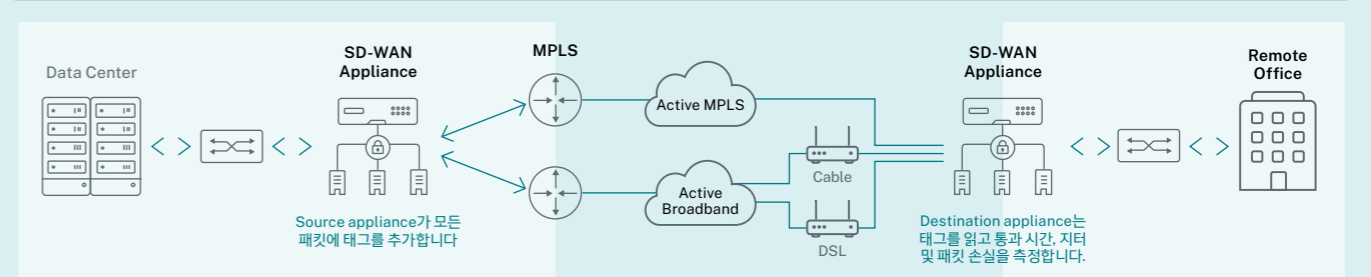 Data Center
SD-WAN
Appliance
MPLS
Active MPLS
Active
Broadband
Cable
DSL
SD-WAN
Appliance
Remote
Office
Source appliance가 모든
패킷에 태그를 추가합니다
Destination appliance는
태그를 읽고 통과 시간, 지터
및 패킷 손실을 측정합니다.